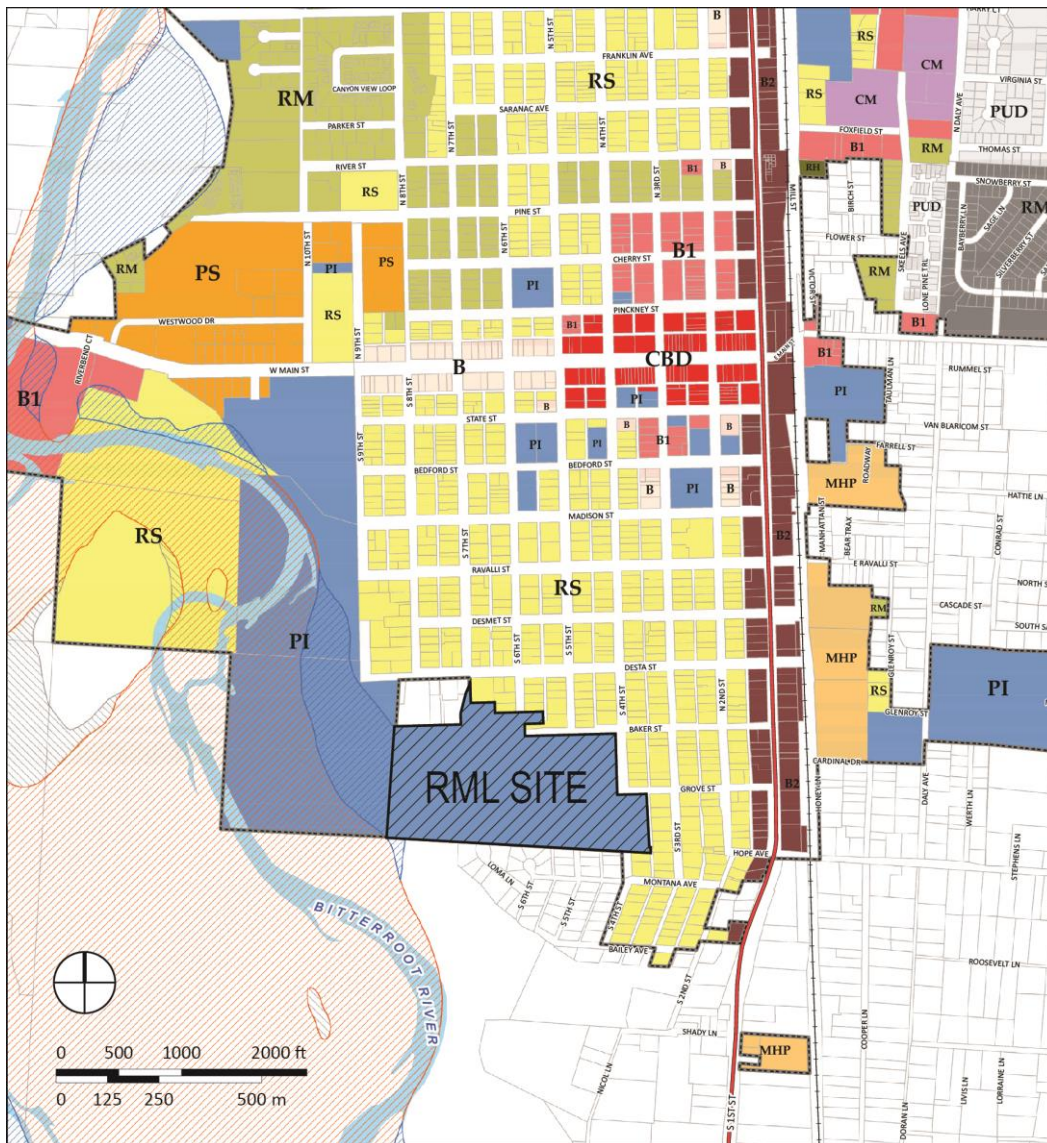 N 5TH ST
B
FRANKLIN AVE
RS
RM
CANYON VIEW LOOP
B2
RS
CM
VIRGINIA ST
CM
RS
SARANAC AVE
PUD
N DALY AVE
PARKER ST
N 7TH ST
N 4TH ST
FOXFIELD ST
B1
RM
THOMAS ST
RIVER ST
N 8TH ST
N 3RD ST
B1
B
RH
MILL ST
BIRCH ST
SNOWBERRY ST
RS
PUD
RM
PINE ST
SAGE LN
BAYBERRY LN
SILVERBERRY ST
N 10TH ST
N 6TH ST
FLOWER ST
SKEELS AVE
PS
PS
B1
RM
PI
CHERRY ST
RM
PI
VICTOR ST
LONE PINE TRL
RS
PINCKNEY ST
WESTWOOD DR
B1
B1
N 9TH ST
RIVERBEND CT
W MAIN ST
CBD
E MAIN ST
B1
B
RUMMEL ST
B1
PI
PI
TAULMAN LN
S 8TH ST
B
STATE ST
B
B1
B
VAN BLARICOM ST
S 9TH ST
PI
PI
FARRELL ST
BEDFORD ST
BEDFORD ST
ROADWAY
B
PI
B
MHP
HATTIE LN
MADISON ST
MANHATTAN ST
BEAR TRAX
CONRAD ST
RS
S 7TH ST
B2
E RAVALLI ST
RAVALLI ST
NORTH S
RS
RM
CASCADE ST
DESMET ST
SOUTH SA
PI
S 6TH ST
S 5TH ST
MHP
GLENROY ST
DESTA ST
RS
PI
S 4TH ST
N 2ND ST
GLENROY ST
BAKER ST
CARDINAL DR
RML SITE
GROVE ST
B2
HONEY LN
DALY AVE
WERTH LN
S 3RD ST
STEPHENS LN
HOPE AVE
LOMA LN
S 6TH ST
MONTANA AVE
S 5TH ST
S 4TH ST
BITTERROOT RIVER
BAILEY AVE
ROOSEVELT LN
S 2ND ST
SHADY LN
COOPER LN
MHP
0 500 1000 2000 ft
NICOL LN
LIVIS LN
LORRAINE LN
0 125 250 500 m
S 1ST ST
DORAN LN